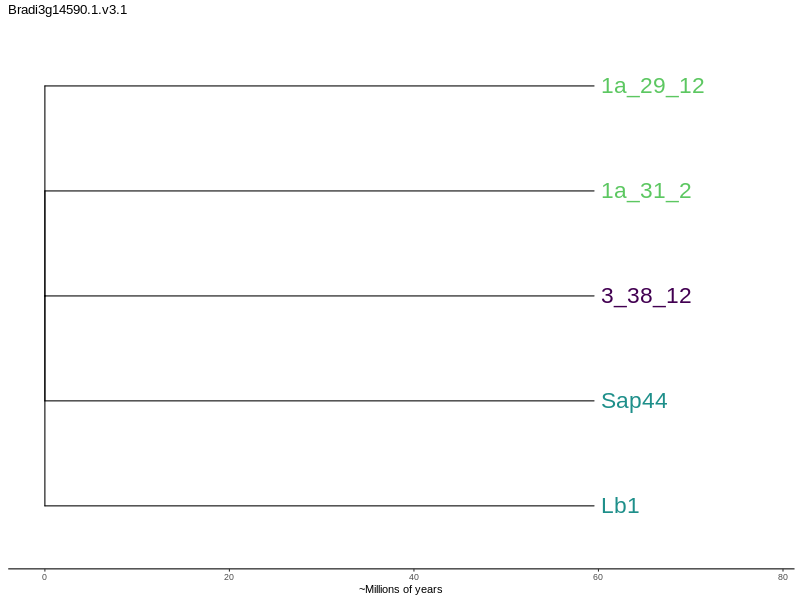 Bradi3g14590.1.v3.1
1a_29_12
1a_31_2
3_38_12
Sap44
Lb1
0 20 40 60 80
~Millions of years